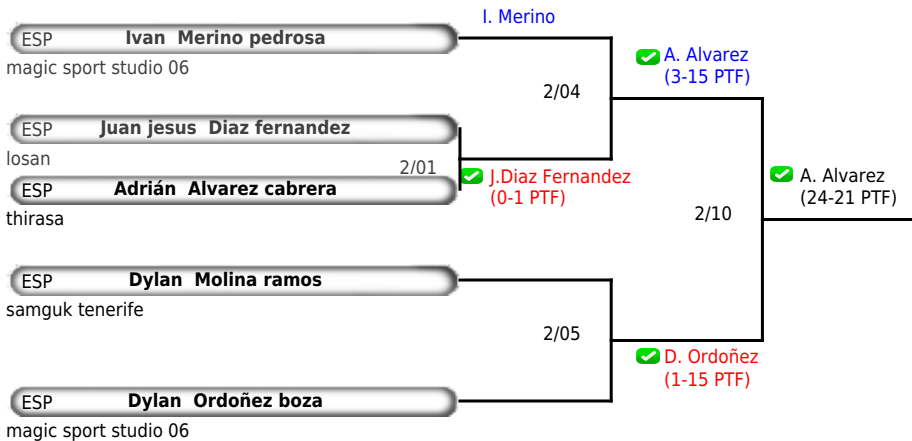 I. Merino
ESP Ivan Merino pedrosa
magic sport studio 06
A. Alvarez
(3-15 PTF)
2/04
ESP Juan jesus Diaz fernandez
losan
2/01
J.Diaz Fernandez
(0-1 PTF)
ESP Adrián Alvarez cabrera
thirasa
A. Alvarez
(24-21 PTF)
2/10
ESP Dylan Molina ramos
samguk tenerife
2/05
D. Ordoñez
(1-15 PTF)
ESP Dylan Ordoñez boza
magic sport studio 06